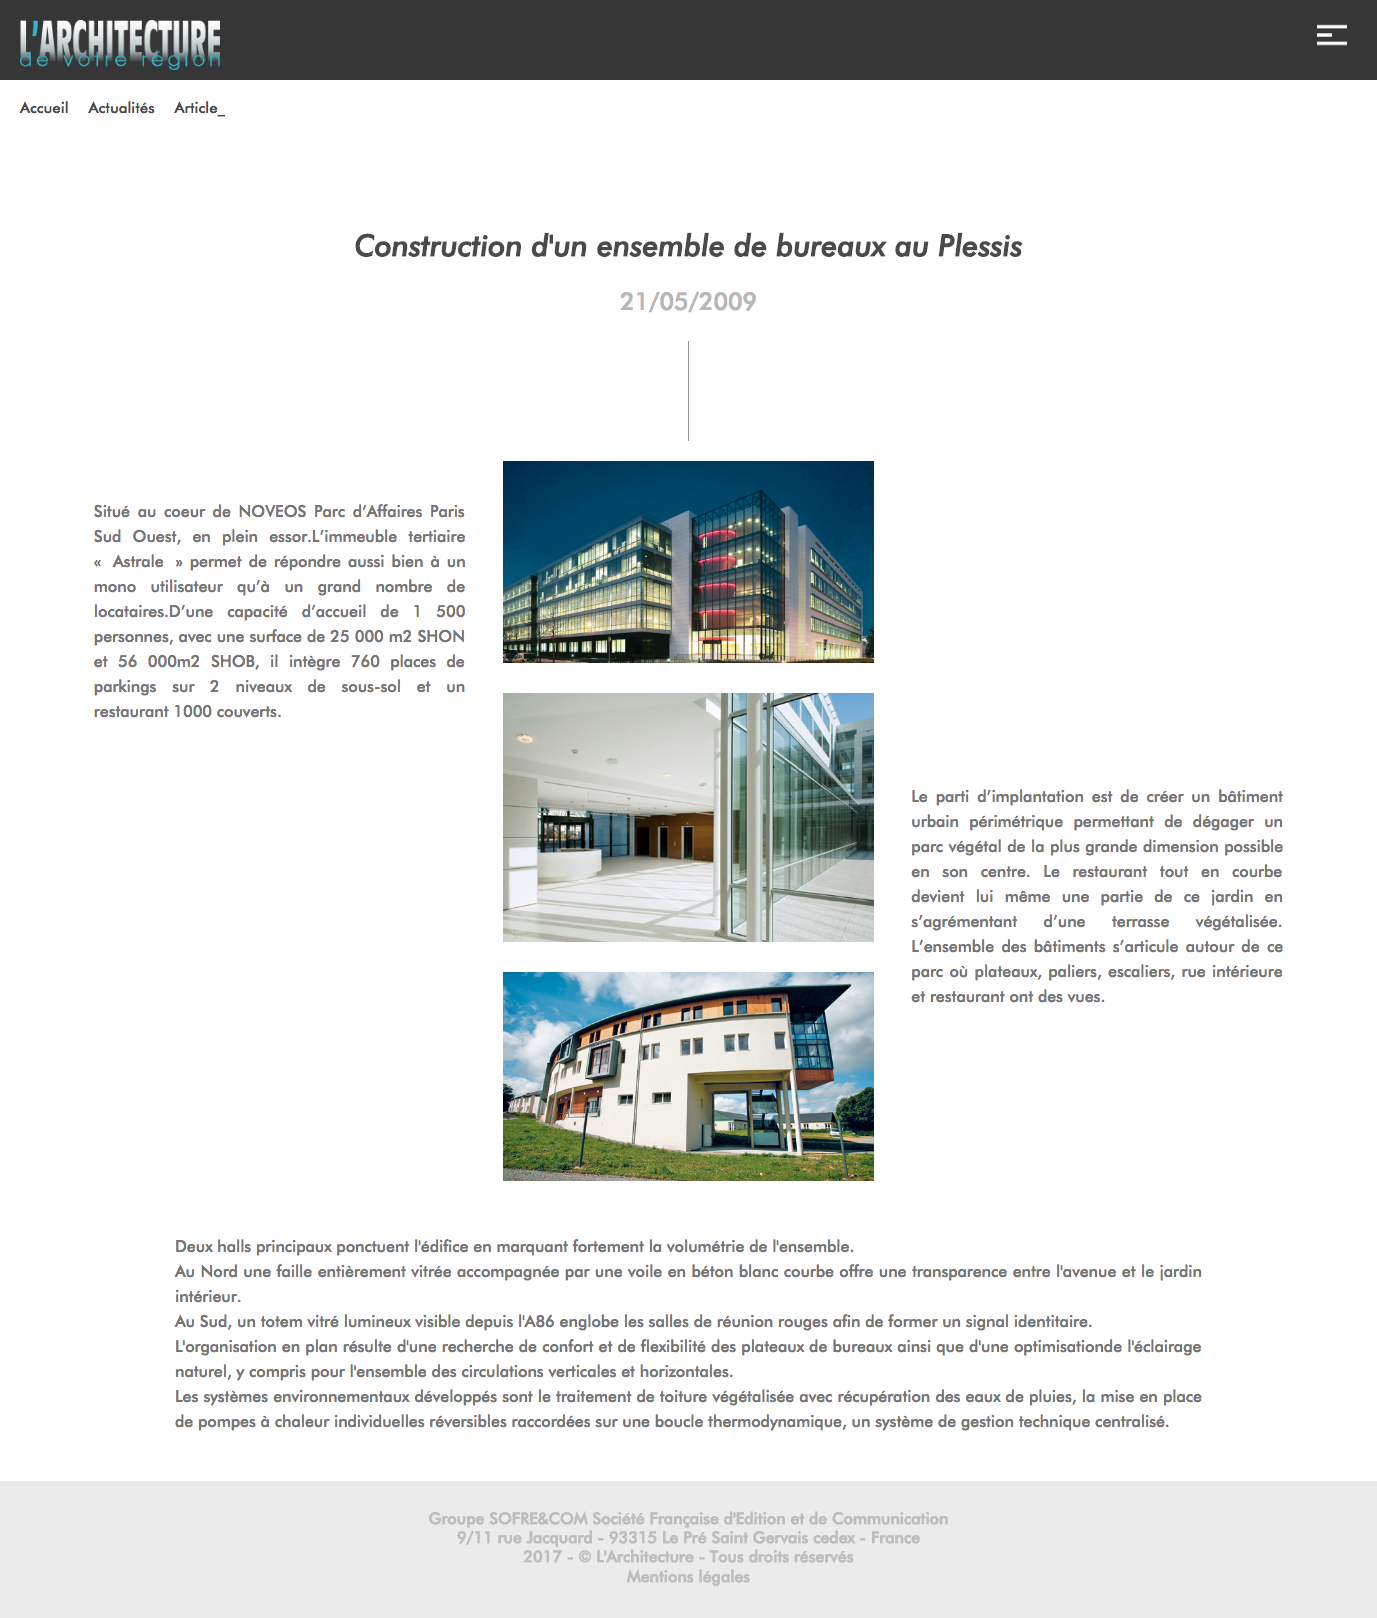 L'ARCHITECTURE
de votre région
Accueil Actualités Article_
Construction d'un ensemble de bureaux au Plessis
21/05/2009
Situé au coeur de NOVEOS Parc d’Affaires Paris
Sud Ouest, en plein essor.L’immeuble tertiaire
« Astrale » permet de répondre aussi bien à un
mono utilisateur qu’à un grand nombre de
locataires.D’une capacité d’accueil de 1 500
personnes, avec une surface de 25 000 m2 SHON
et 56 000m2 SHOB, il intègre 760 places de
parkings sur 2 niveaux de sous-sol et un
restaurant 1000 couverts.
Le parti d’implantation est de créer un bâtiment
urbain périmétrique permettant de dégager un
parc végétal de la plus grande dimension possible
en son centre. Le restaurant tout en courbe
devient lui même une partie de ce jardin en
s’agrémentant d’une terrasse végétalisée.
L’ensemble des bâtiments s’articule autour de ce
parc où plateaux, paliers, escaliers, rue intérieure
et restaurant ont des vues.
Deux halls principaux ponctuent l'édifice en marquant fortement la volumétrie de l'ensemble.
Au Nord une faille entièrement vitrée accompagnée par une voile en béton blanc courbe offre une transparence entre l'avenue et le jardin
intérieur.
Au Sud, un totem vitré lumineux visible depuis l'A86 englobe les salles de réunion rouges afin de former un signal identitaire.
L'organisation en plan résulte d'une recherche de confort et de flexibilité des plateaux de bureaux ainsi que d'une optimisationde l'éclairage
naturel, y compris pour l'ensemble des circulations verticales et horizontales.
Les systèmes environnementaux développés sont le traitement de toiture végétalisée avec récupération des eaux de pluies, la mise en place
de pompes à chaleur individuelles réversibles raccordées sur une boucle thermodynamique, un système de gestion technique centralisé.
Groupe SOFRE&COM Société Française d'Edition et de Communication
9/11 rue Jacquard - 93315 Le Pré Saint Gervais cedex - France
2017 - © L'Architecture - Tous droits réservés
Mentions légales